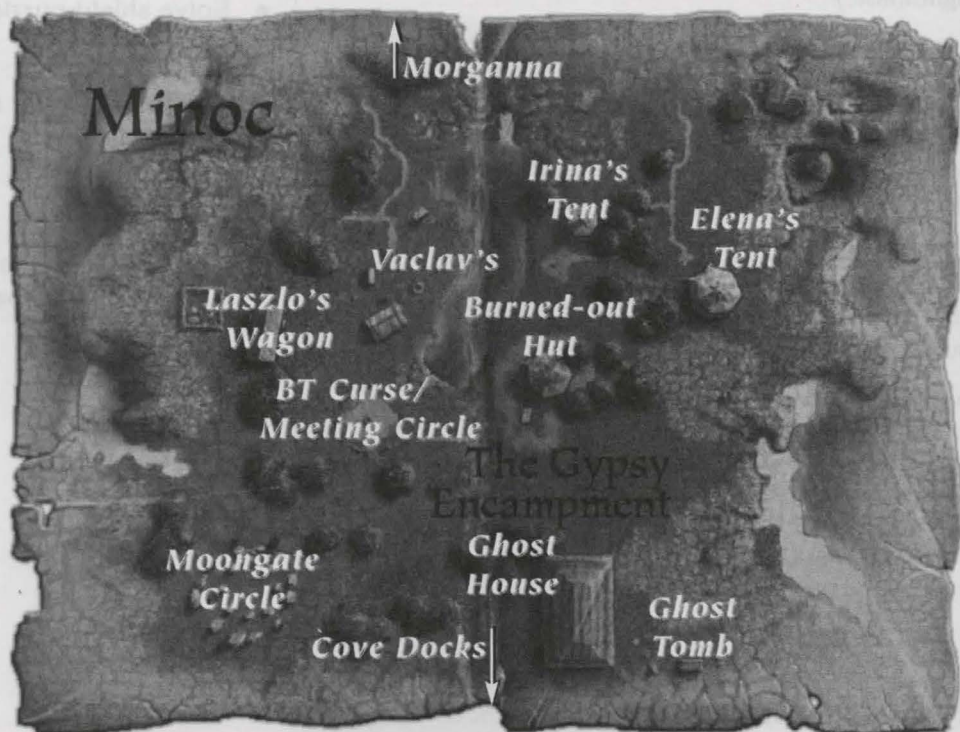 Morganna
Minoc
Irina's
Tent
Elena's
Tent
Vaclav's
Laszlo's
Wagon
Burned-out
Hut
BT Curse/
Meeting Circle
The Gypsy
Encampment
Moongate
Circle
Ghost
House
Ghost
Tomb
Cove Docks